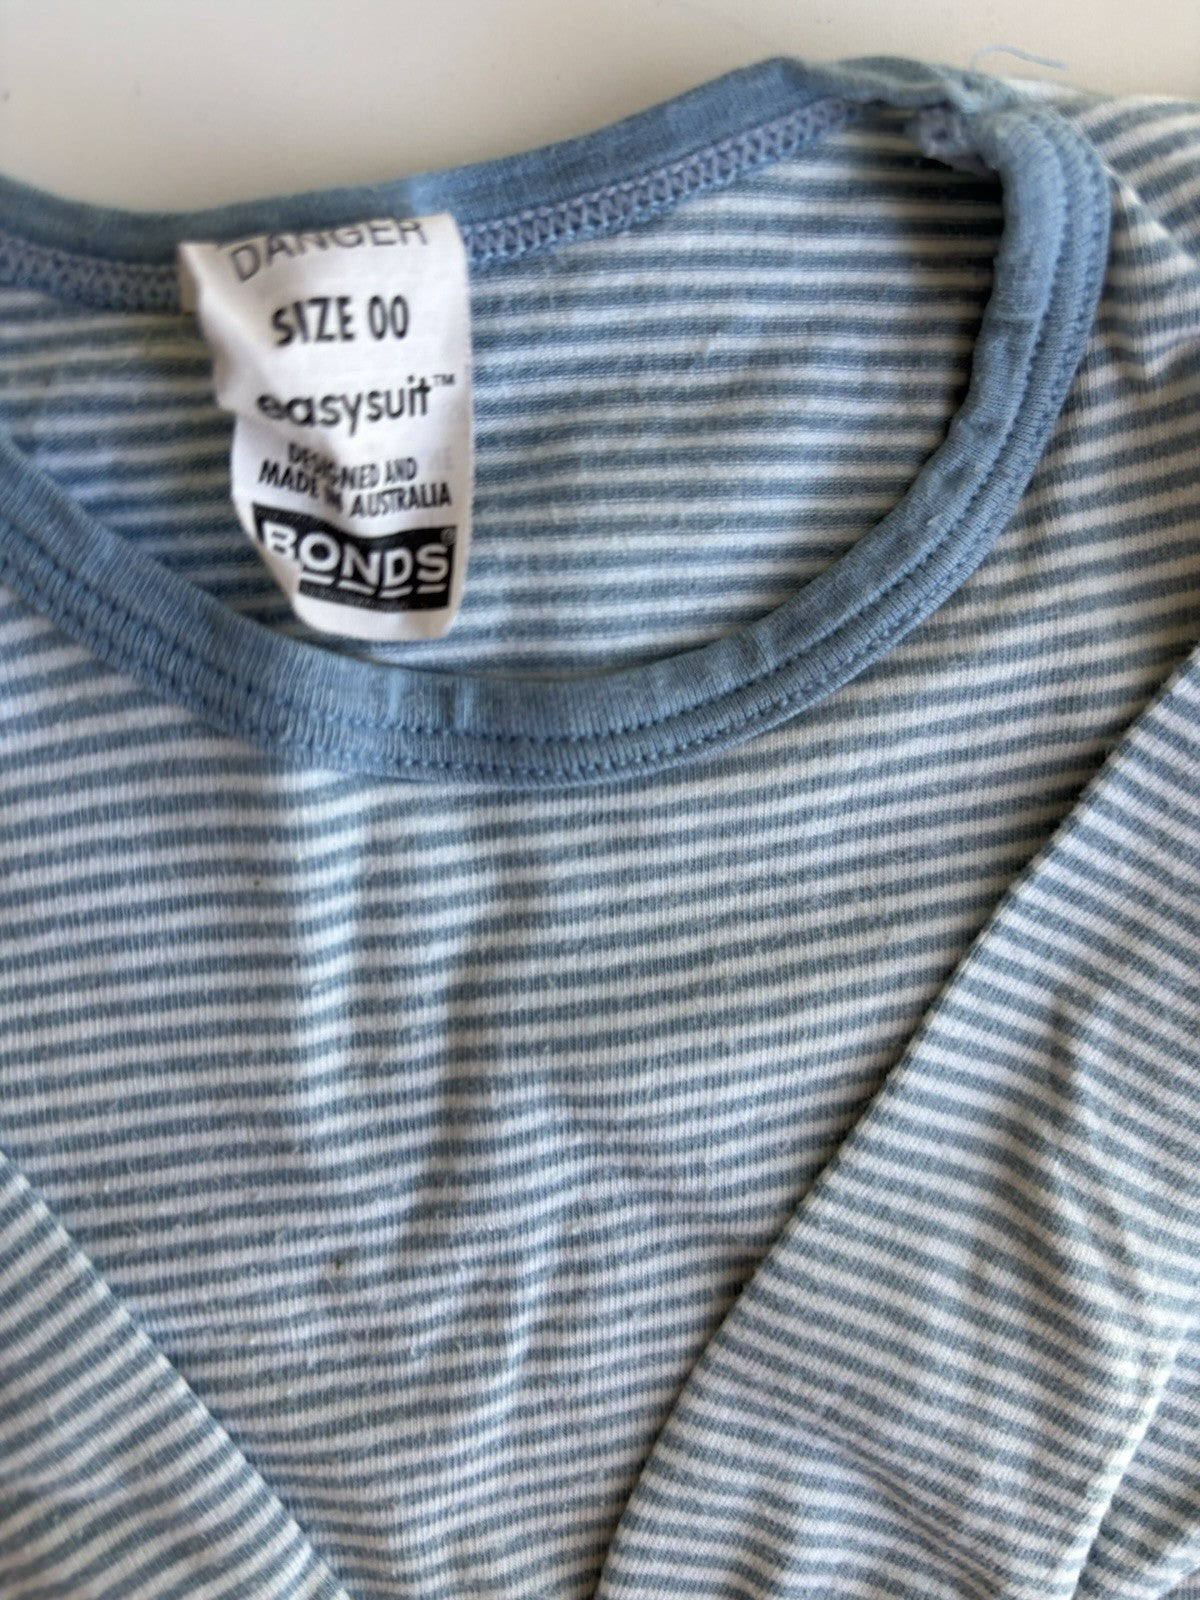 DANGER
SIZE 00
easysuit™
DESIGNED AND
MADE IN AUSTRALIA
BONDS®